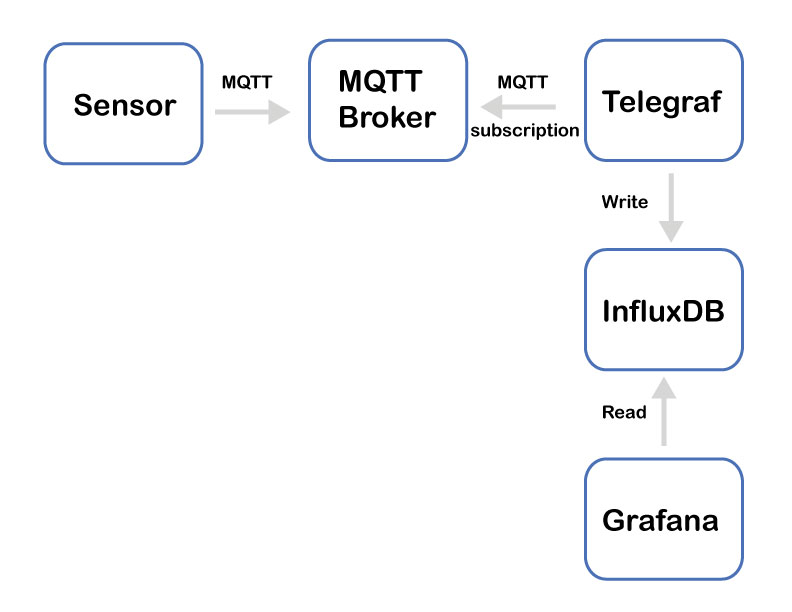 Sensor
MQTT
MQTT
Broker
MQTT
subscription
Telegraf
Write
InfluxDB
Read
Grafana